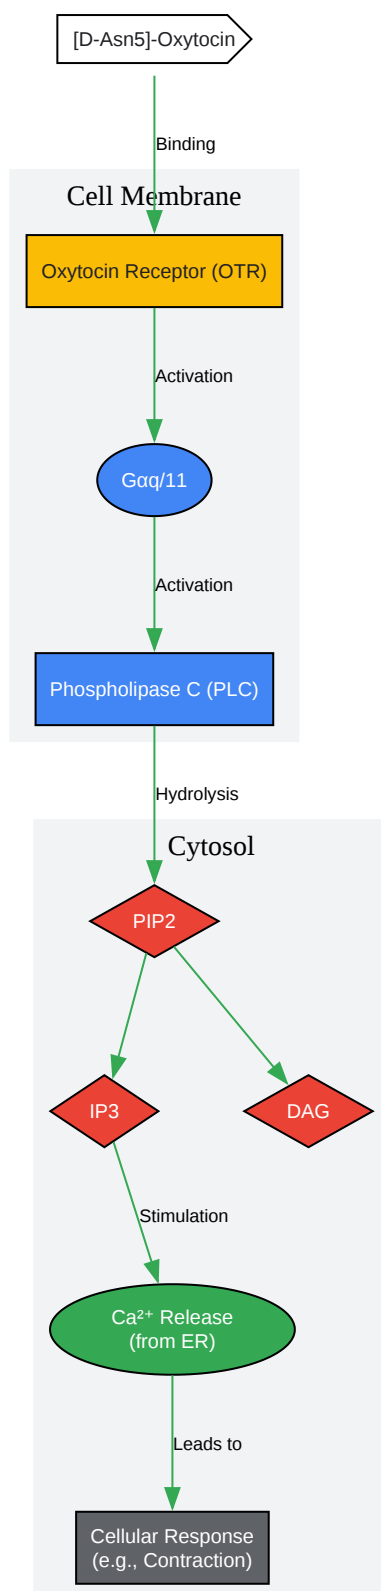 [D-Asn5]-Oxytocin
Binding
Cell Membrane
Oxytocin Receptor (OTR)
Activation
Gαq/11
Activation
Phospholipase C (PLC)
Hydrolysis
Cytosol
PIP2
IP3
DAG
Stimulation
Ca²⁺ Release
(from ER)
Leads to
Cellular Response
(e.g., Contraction)